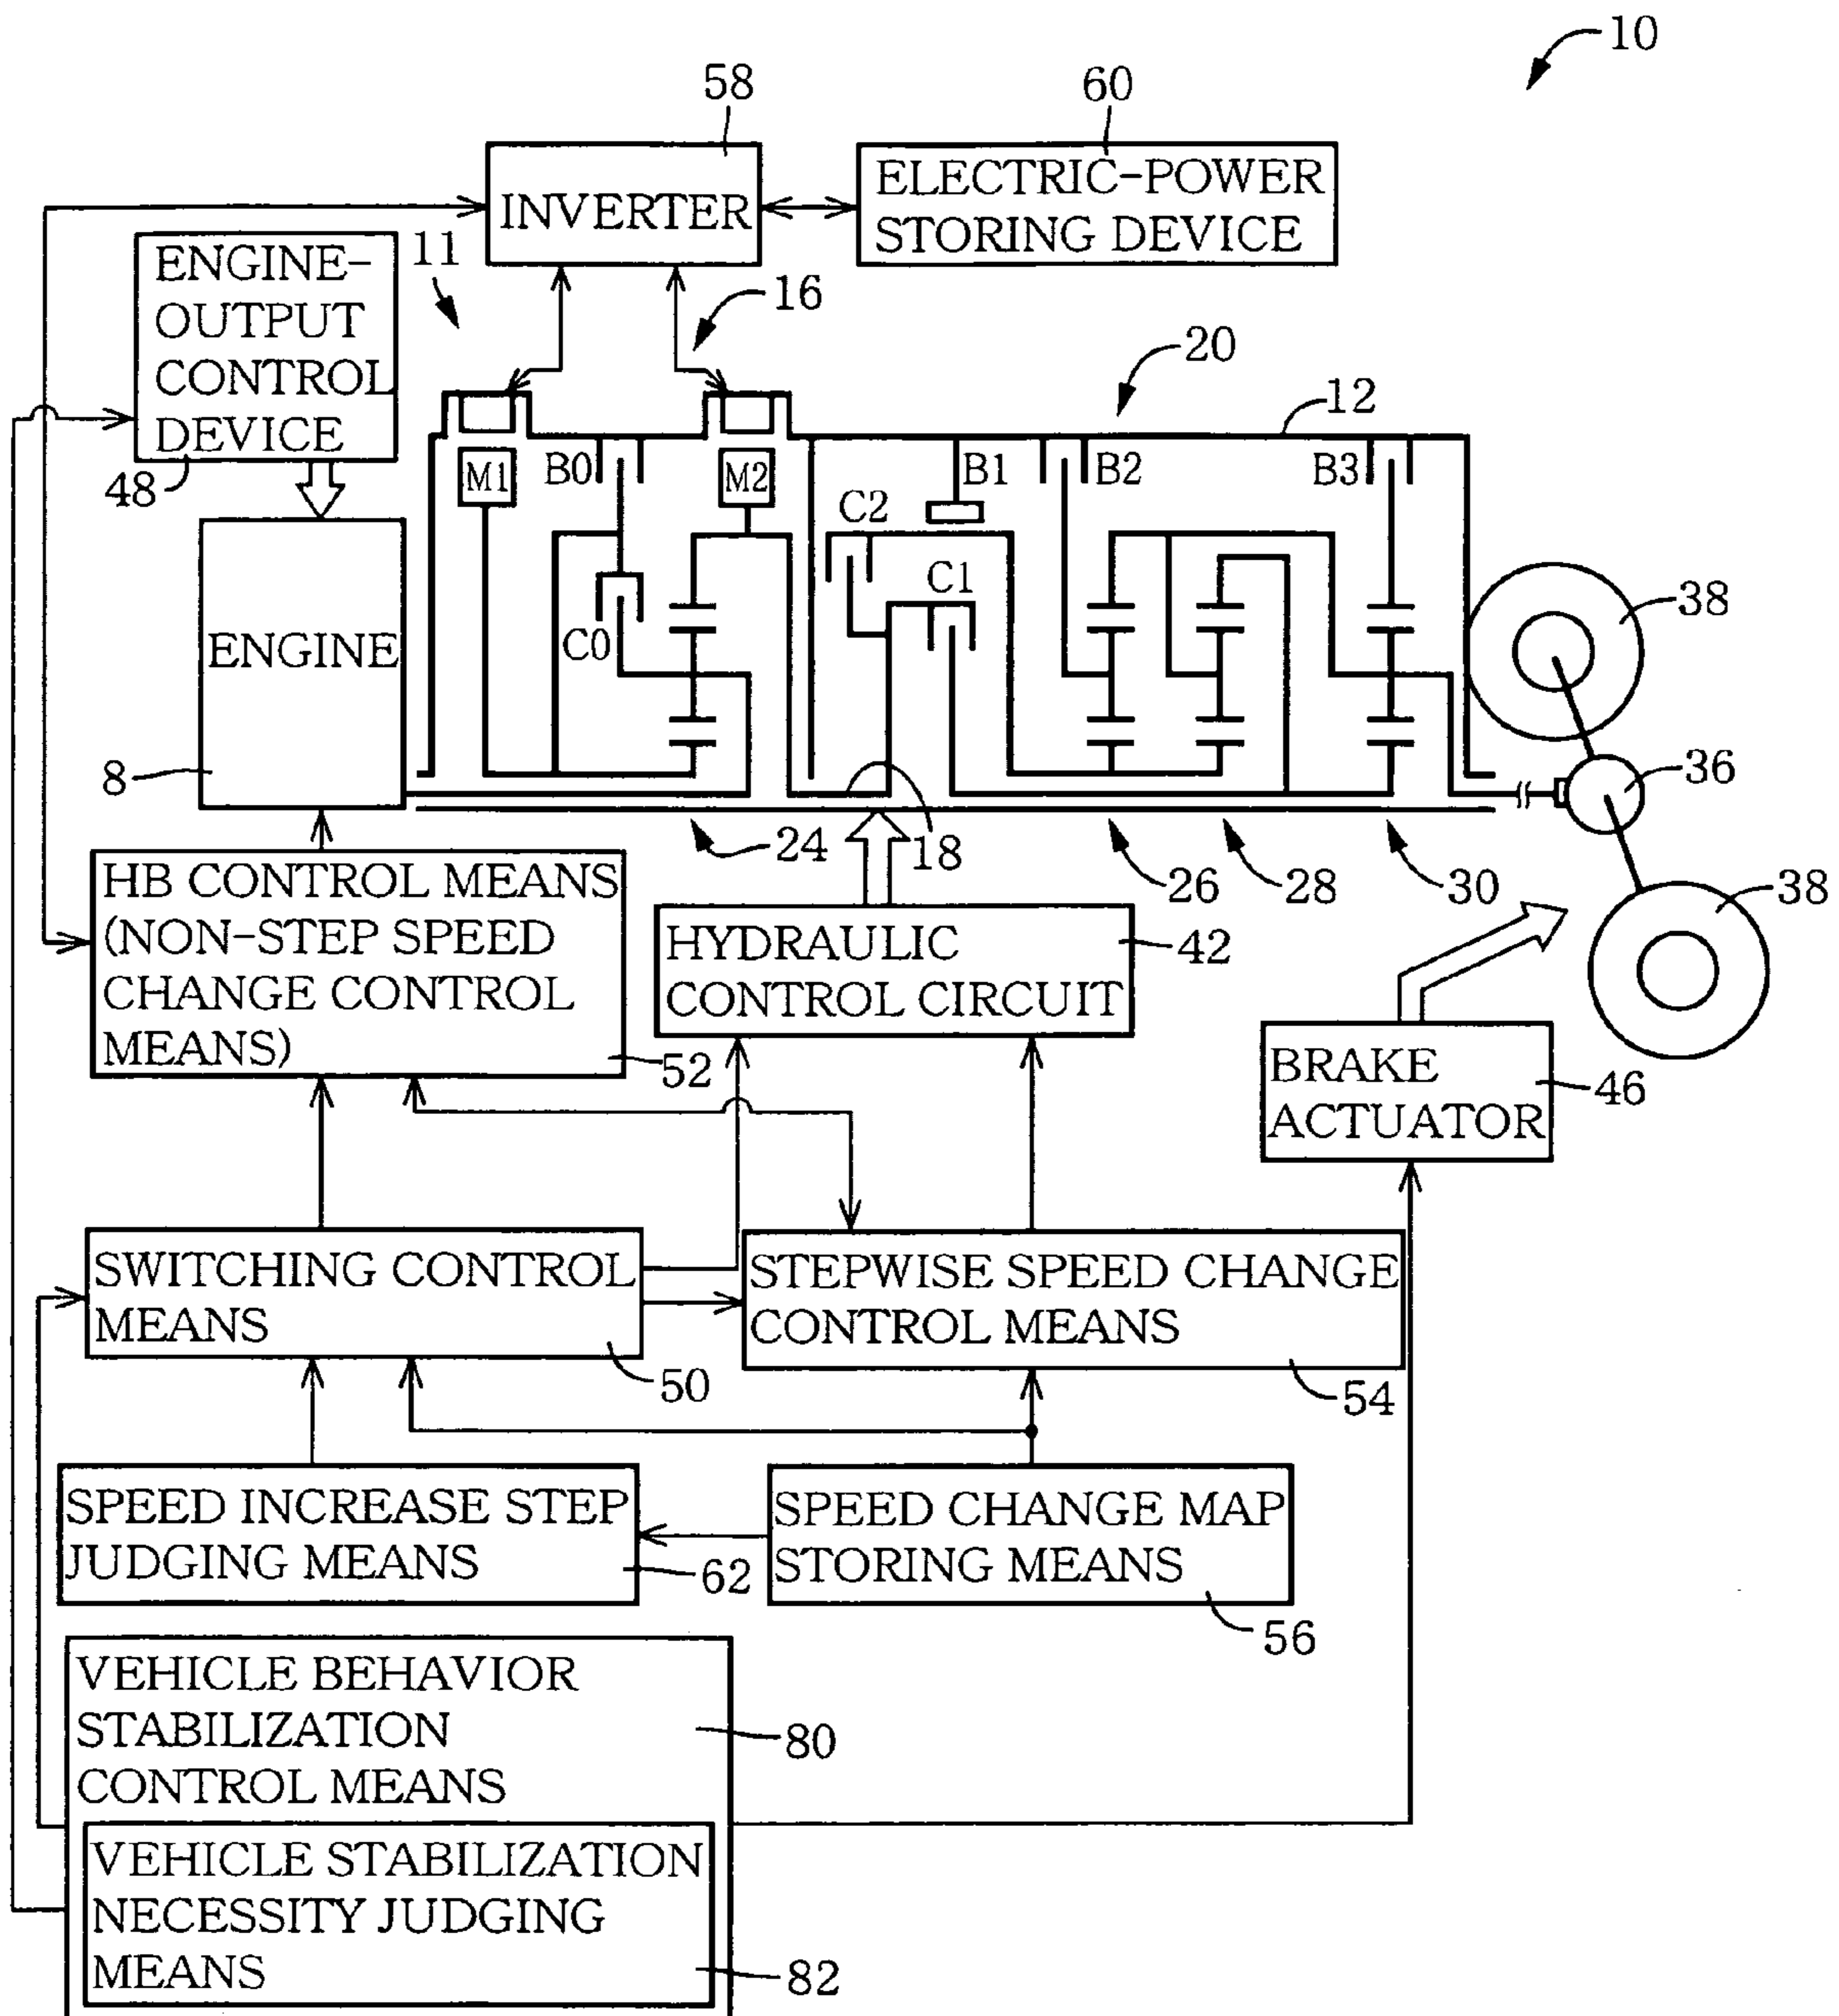 10
58
60
INVERTER
ELECTRIC-POWER
STORING DEVICE
11
16
ENGINE-
OUTPUT
CONTROL
DEVICE
48
20
12
M1
B0
M2
B1
B2
B3
C2
C1
C0
ENGINE
8
38
36
38
24
18
26
28
30
HB CONTROL MEANS
(NON-STEP SPEED
CHANGE CONTROL
MEANS)
52
HYDRAULIC
CONTROL CIRCUIT
42
BRAKE
ACTUATOR
46
SWITCHING CONTROL
MEANS
50
STEPWISE SPEED CHANGE
CONTROL MEANS
54
SPEED INCREASE STEP
JUDGING MEANS
62
SPEED CHANGE MAP
STORING MEANS
56
VEHICLE BEHAVIOR
STABILIZATION
CONTROL MEANS
80
VEHICLE STABILIZATION
NECESSITY JUDGING
MEANS
82